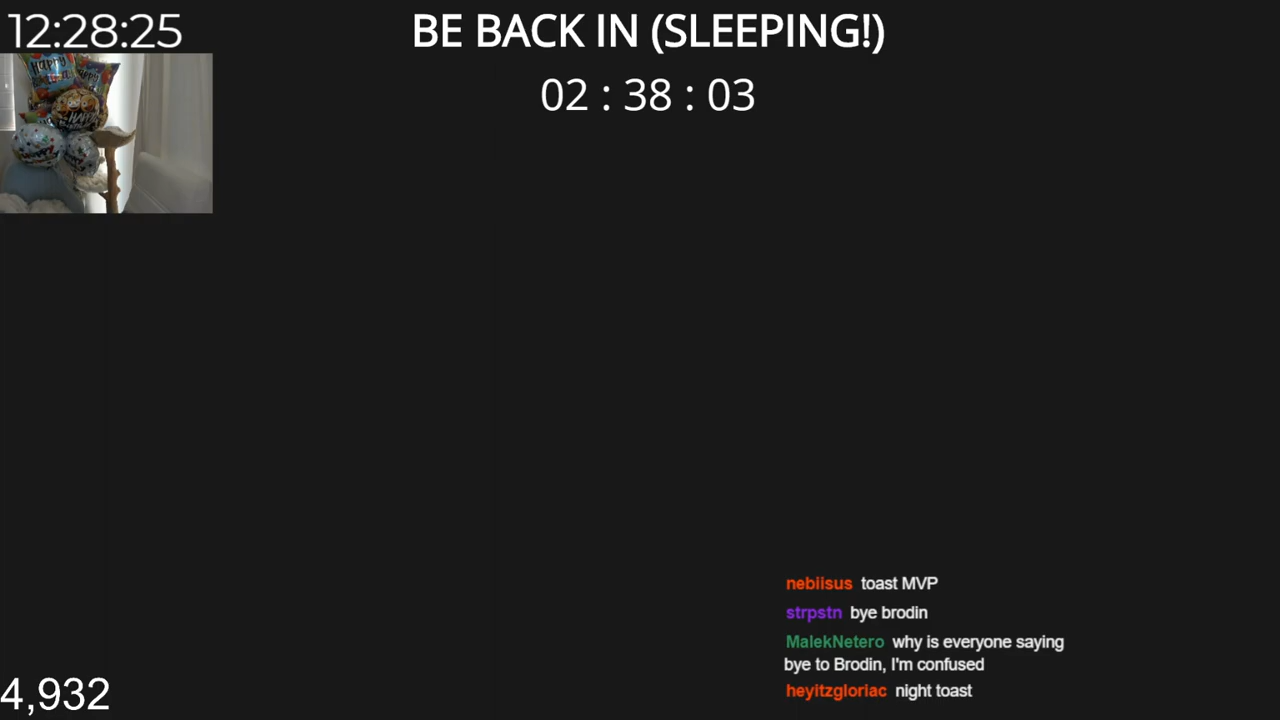 12:28:25
BE BACK IN (SLEEPING!)
02 : 38 : 03
HAPPY
nebiisus toast MVP
strpstn bye brodin
MalekNetero why is everyone saying
bye to Brodin, I'm confused
heyitzgloriac night toast
4,932